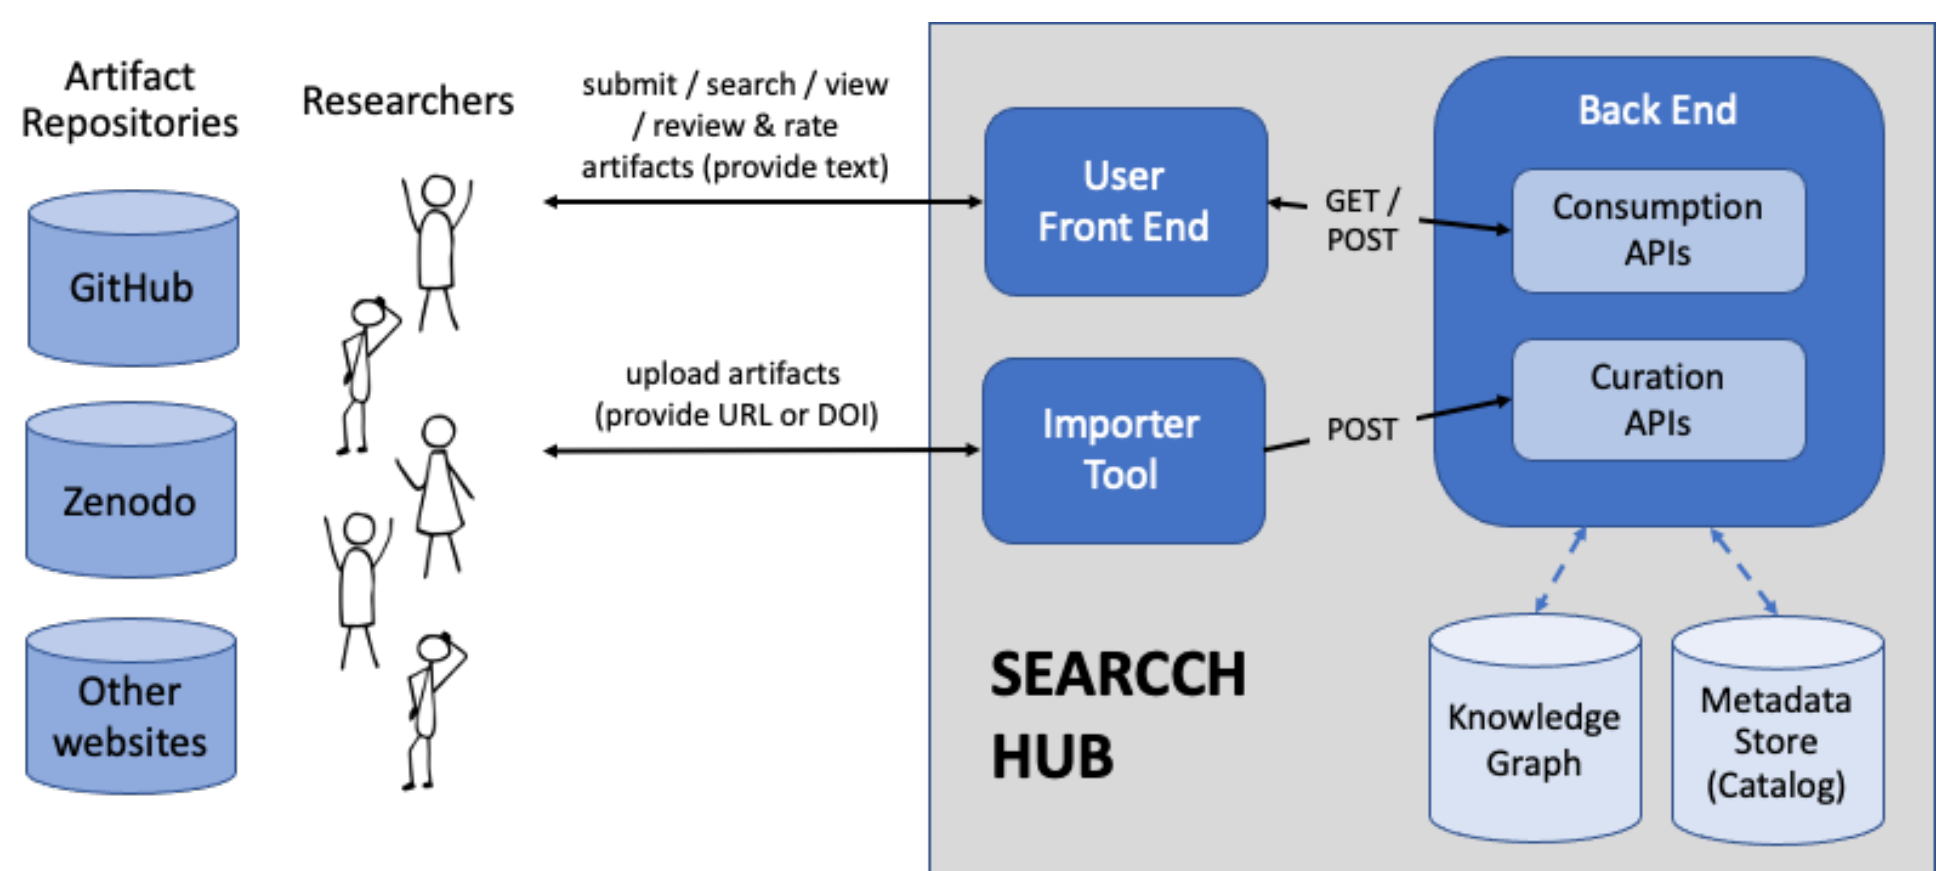 Artifact
Repositories
GitHub
Zenodo
Other
websites
Researchers
submit / search / view
/ review & rate
artifacts (provide text)
upload artifacts
(provide URL or DOI)
User
Front End
Importer
Tool
GET /
POST
POST
Back End
Consumption
APIs
Curation
APIs
SEARCCH
HUB
Knowledge
Graph
Metadata
Store
(Catalog)